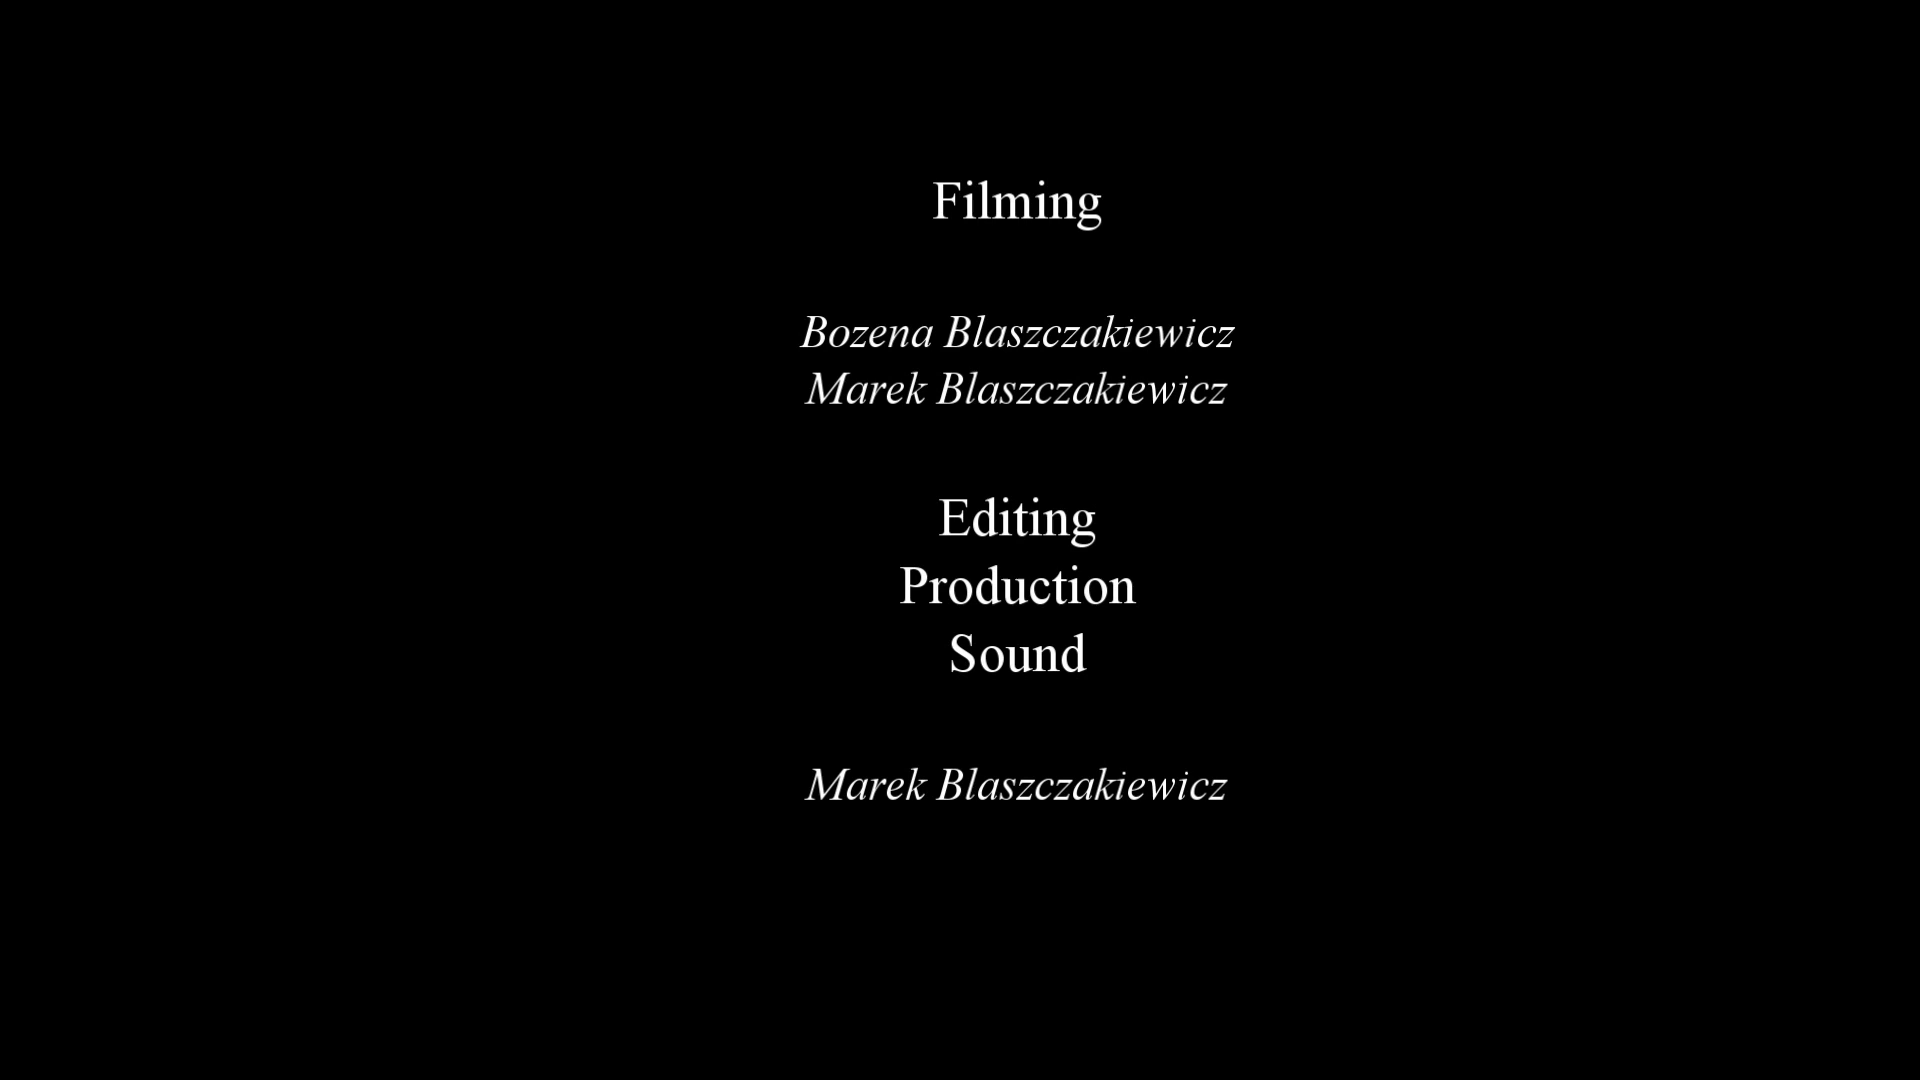 Filming
Bozena Blaszczakiewicz
Marek Blaszczakiewicz
Editing
Production
Sound
Marek Blaszczakiewicz